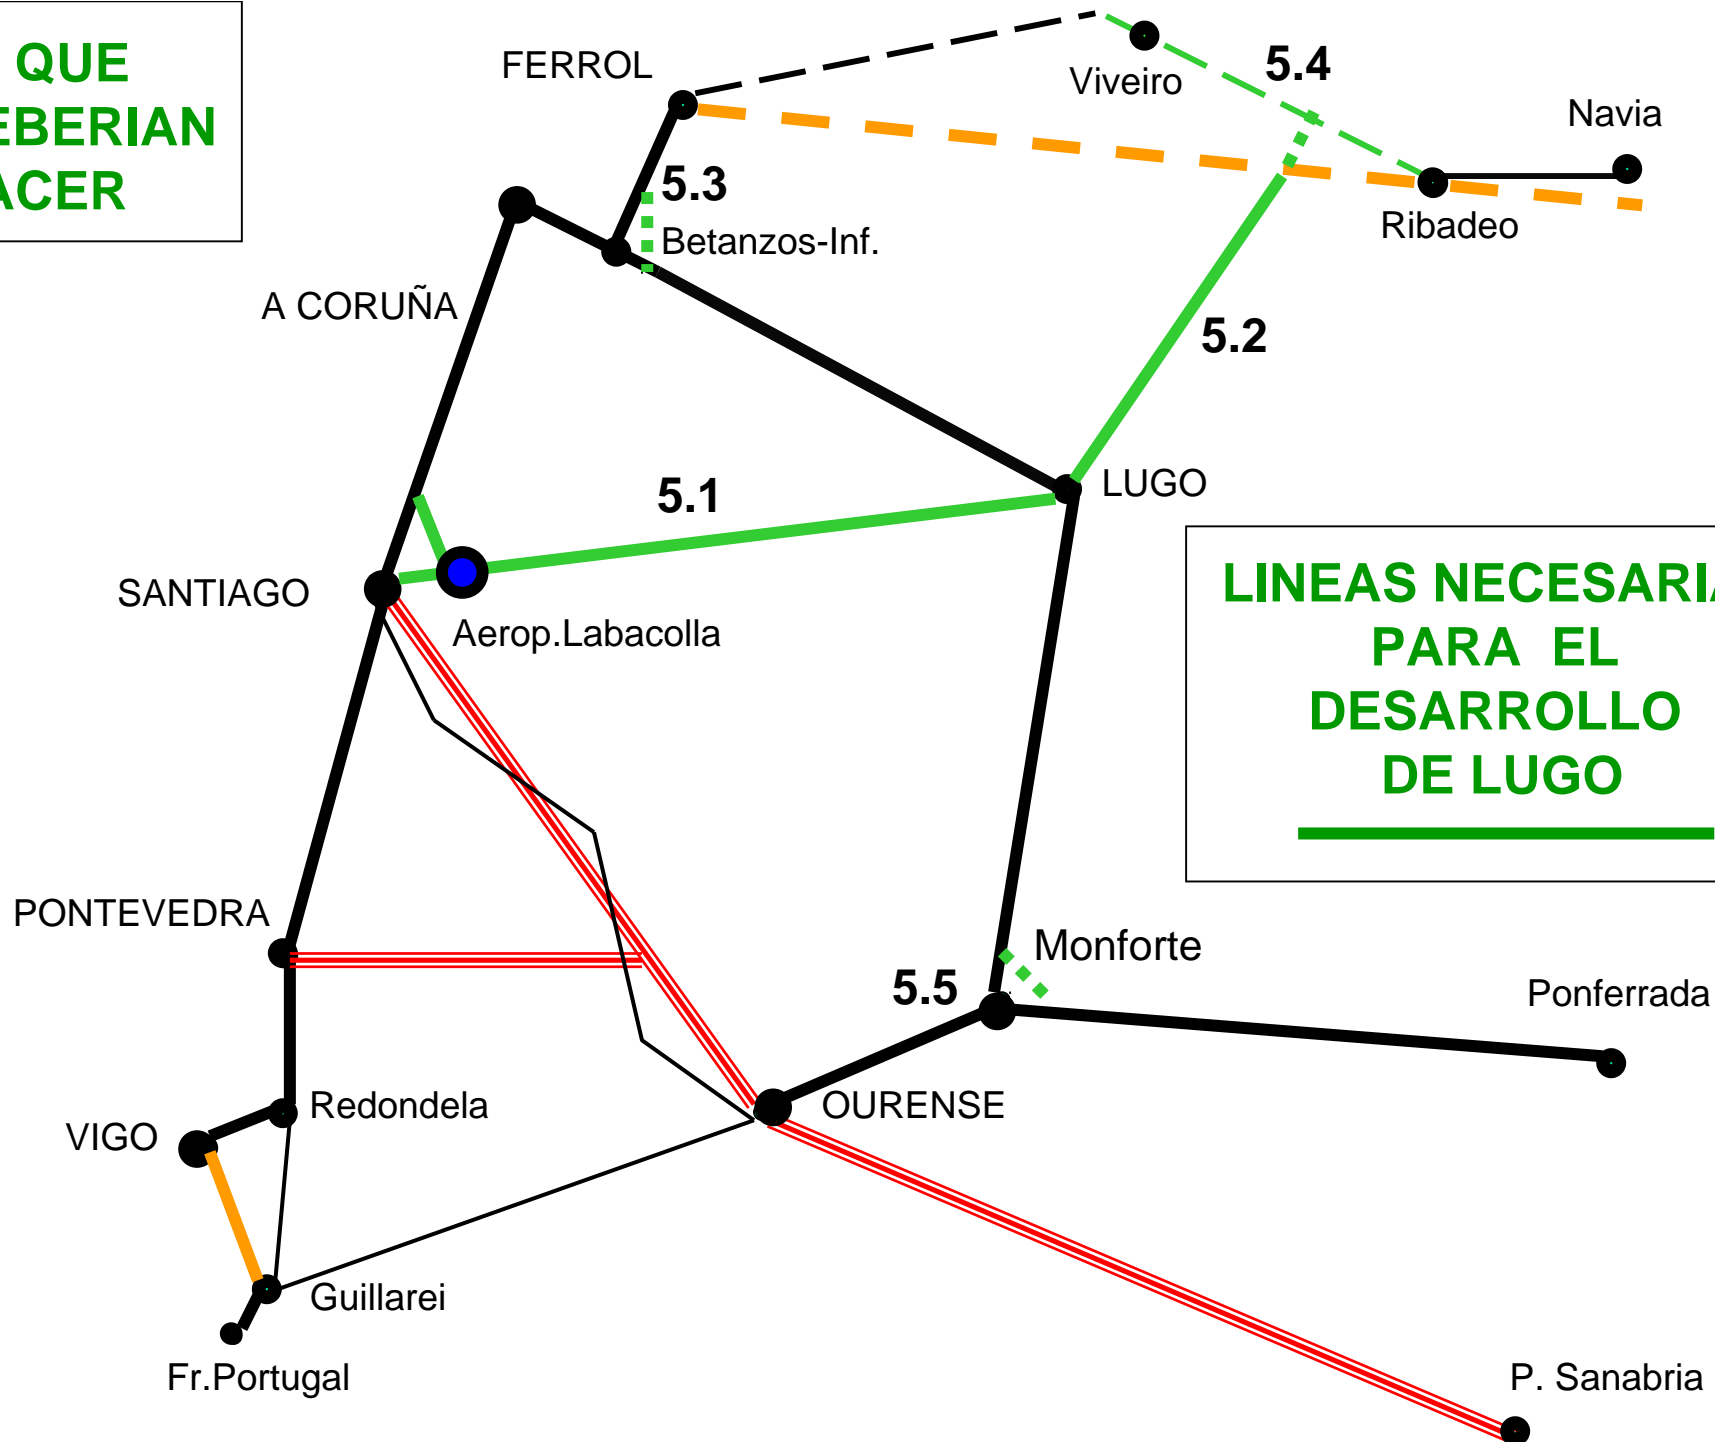 QUE
EBERIAN
ACER
FERROL
Viveiro
5.4
Navia
5.3
Betanzos-Inf.
Ribadeo
A CORUÑA
5.2
5.1
LUGO
SANTIAGO
Aerop.Labacolla
LINEAS NECESARIA
PARA EL
DESARROLLO
DE LUGO
PONTEVEDRA
Monforte
5.5
Ponferrada
Redondela
OURENSE
VIGO
Guillarei
Fr.Portugal
P. Sanabria